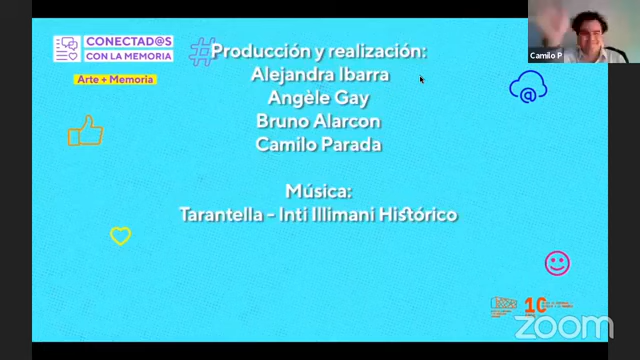 CONECTAD@S
CON LA MEMORIA
Arte + Memoria
#
Producción y realización:
Alejandra Ibarra
Angèle Gay
Bruno Alarcon
Camilo Parada
Música:
Tarantella - Inti Illimani Histórico
Camilo P
@
10
zoom